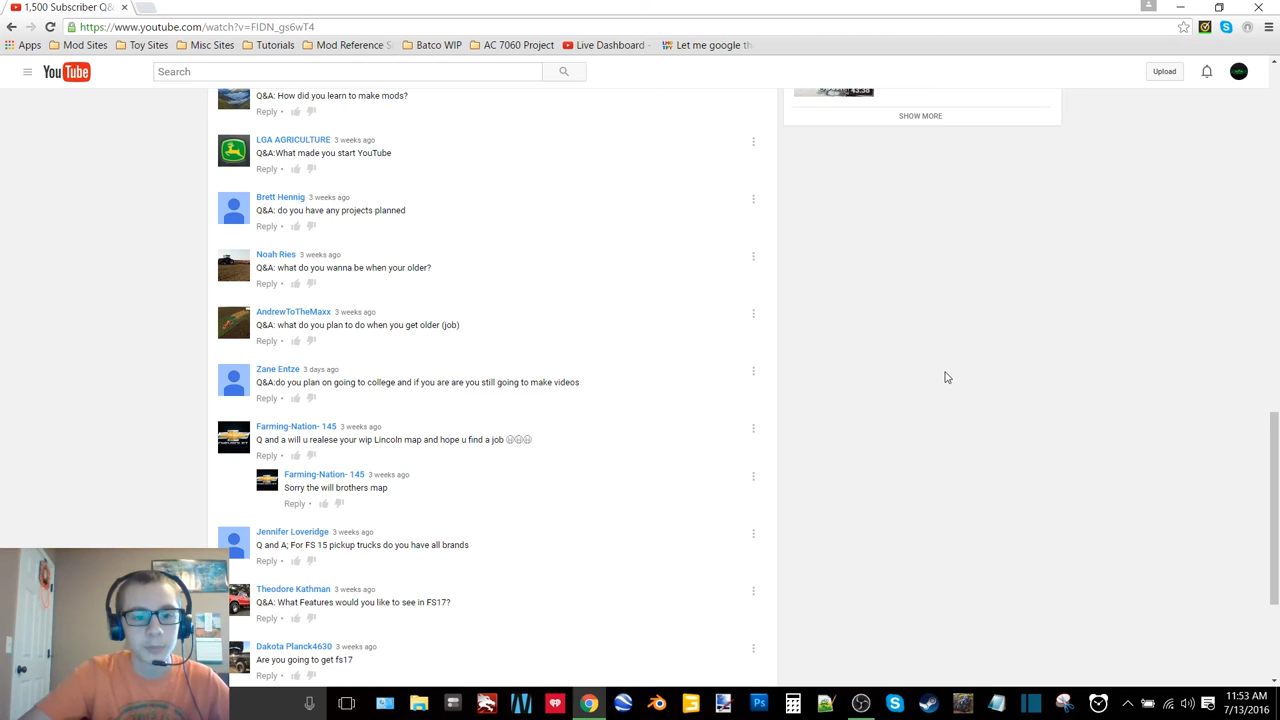 1,500 Subscriber Q&
https://www.youtube.com/watch?v=FIDN_gs6wT4
Apps Mod Sites Toy Sites Misc Sites Tutorials Mod Reference Batco WIP AC 7060 Project Live Dashboard Let me google th
YouTube Search Upload
Q&A: How did you learn to make mods?
Reply •
43:36
SHOW MORE
LGA AGRICULTURE 3 weeks ago
Q&A:What made you start YouTube
Reply •
Brett Hennig 3 weeks ago
Q&A: do you have any projects planned
Reply •
Noah Ries 3 weeks ago
Q&A: what do you wanna be when your older?
Reply •
AndrewToTheMaxx 3 weeks ago
Q&A: what do you plan to do when you get older (job)
Reply •
Zane Entze 3 days ago
Q&A:do you plan on going to college and if you are are you still going to make videos
Reply •
Farming-Nation- 145 3 weeks ago
Q and a will u realese your wip Lincoln map and hope u find a job
Reply •
Farming-Nation- 145 3 weeks ago
Sorry the will brothers map
Reply •
Jennifer Loveridge 3 weeks ago
Q and A; For FS 15 pickup trucks do you have all brands
Reply •
Theodore Kathman 3 weeks ago
Q&A: What Features would you like to see in FS17?
Reply •
Dakota Planck4630 3 weeks ago
Are you going to get fs17
Reply •
11:53 AM
7/13/2016